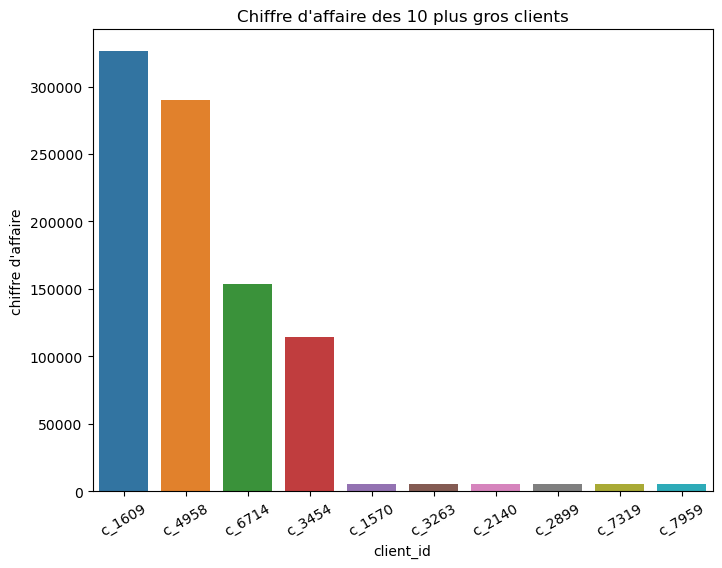 Chiffre d'affaire des 10 plus gros clients
chiffre d'affaire
300000
250000
200000
150000
100000
50000
0
c_1609
c_4958
c_6714
c_3454
c_1570
c_3263
c_2140
c_2899
c_7319
c_7959
client_id